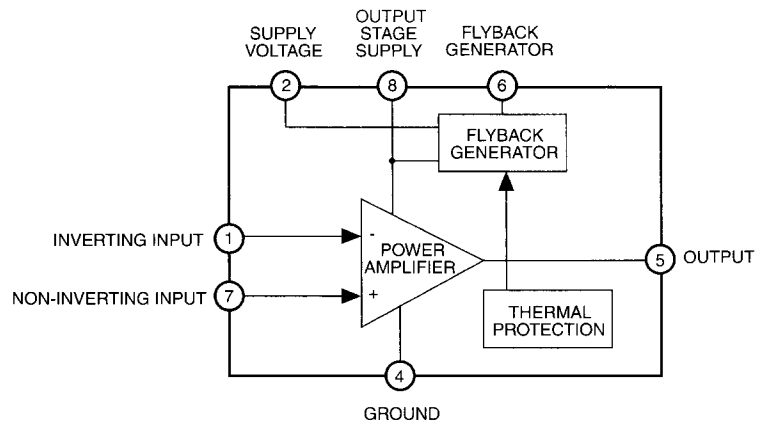 SUPPLY
VOLTAGE
OUTPUT
STAGE
SUPPLY
FLYBACK
GENERATOR
2
8
6
FLYBACK
GENERATOR
INVERTING INPUT
1
-
POWER
AMPLIFIER
5
OUTPUT
NON-INVERTING INPUT
7
+
THERMAL
PROTECTION
4
GROUND